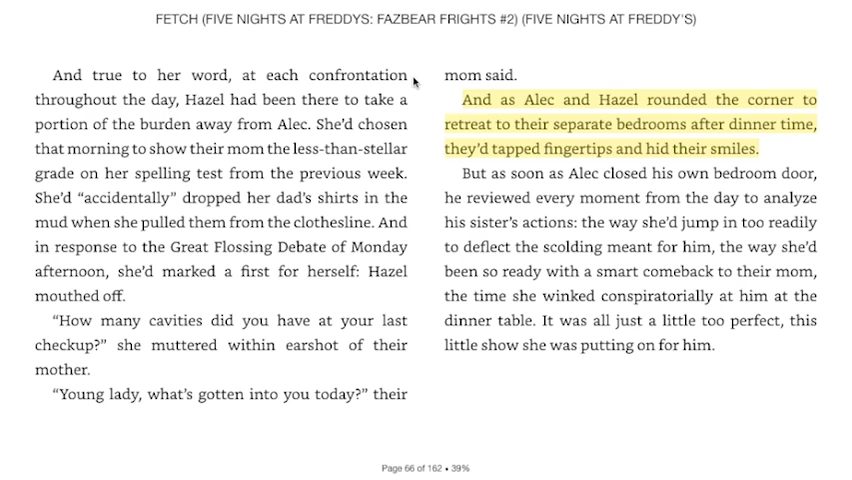 FETCH (FIVE NIGHTS AT FREDDYS: FAZBEAR FRIGHTS #2) (FIVE NIGHTS AT FREDDY'S)
And true to her word, at each confrontation
throughout the day, Hazel had been there to take a
portion of the burden away from Alec. She’d chosen
that morning to show their mom the less-than-stellar
grade on her spelling test from the previous week.
She’d “accidentally” dropped her dad’s shirts in the
mud when she pulled them from the clothesline. And
in response to the Great Flossing Debate of Monday
afternoon, she’d marked a first for herself: Hazel
mouthed off.
“How many cavities did you have at your last
checkup?” she muttered within earshot of their
mother.
“Young lady, what’s gotten into you today?” their
mom said.
And as Alec and Hazel rounded the corner to
retreat to their separate bedrooms after dinner time,
they’d tapped fingertips and hid their smiles.
But as soon as Alec closed his own bedroom door,
he reviewed every moment from the day to analyze
his sister’s actions: the way she’d jump in too readily
to deflect the scolding meant for him, the way she’d
been so ready with a smart comeback to their mom,
the time she winked conspiratorially at him at the
dinner table. It was all just a little too perfect, this
little show she was putting on for him.
Page 66 of 162 • 39%